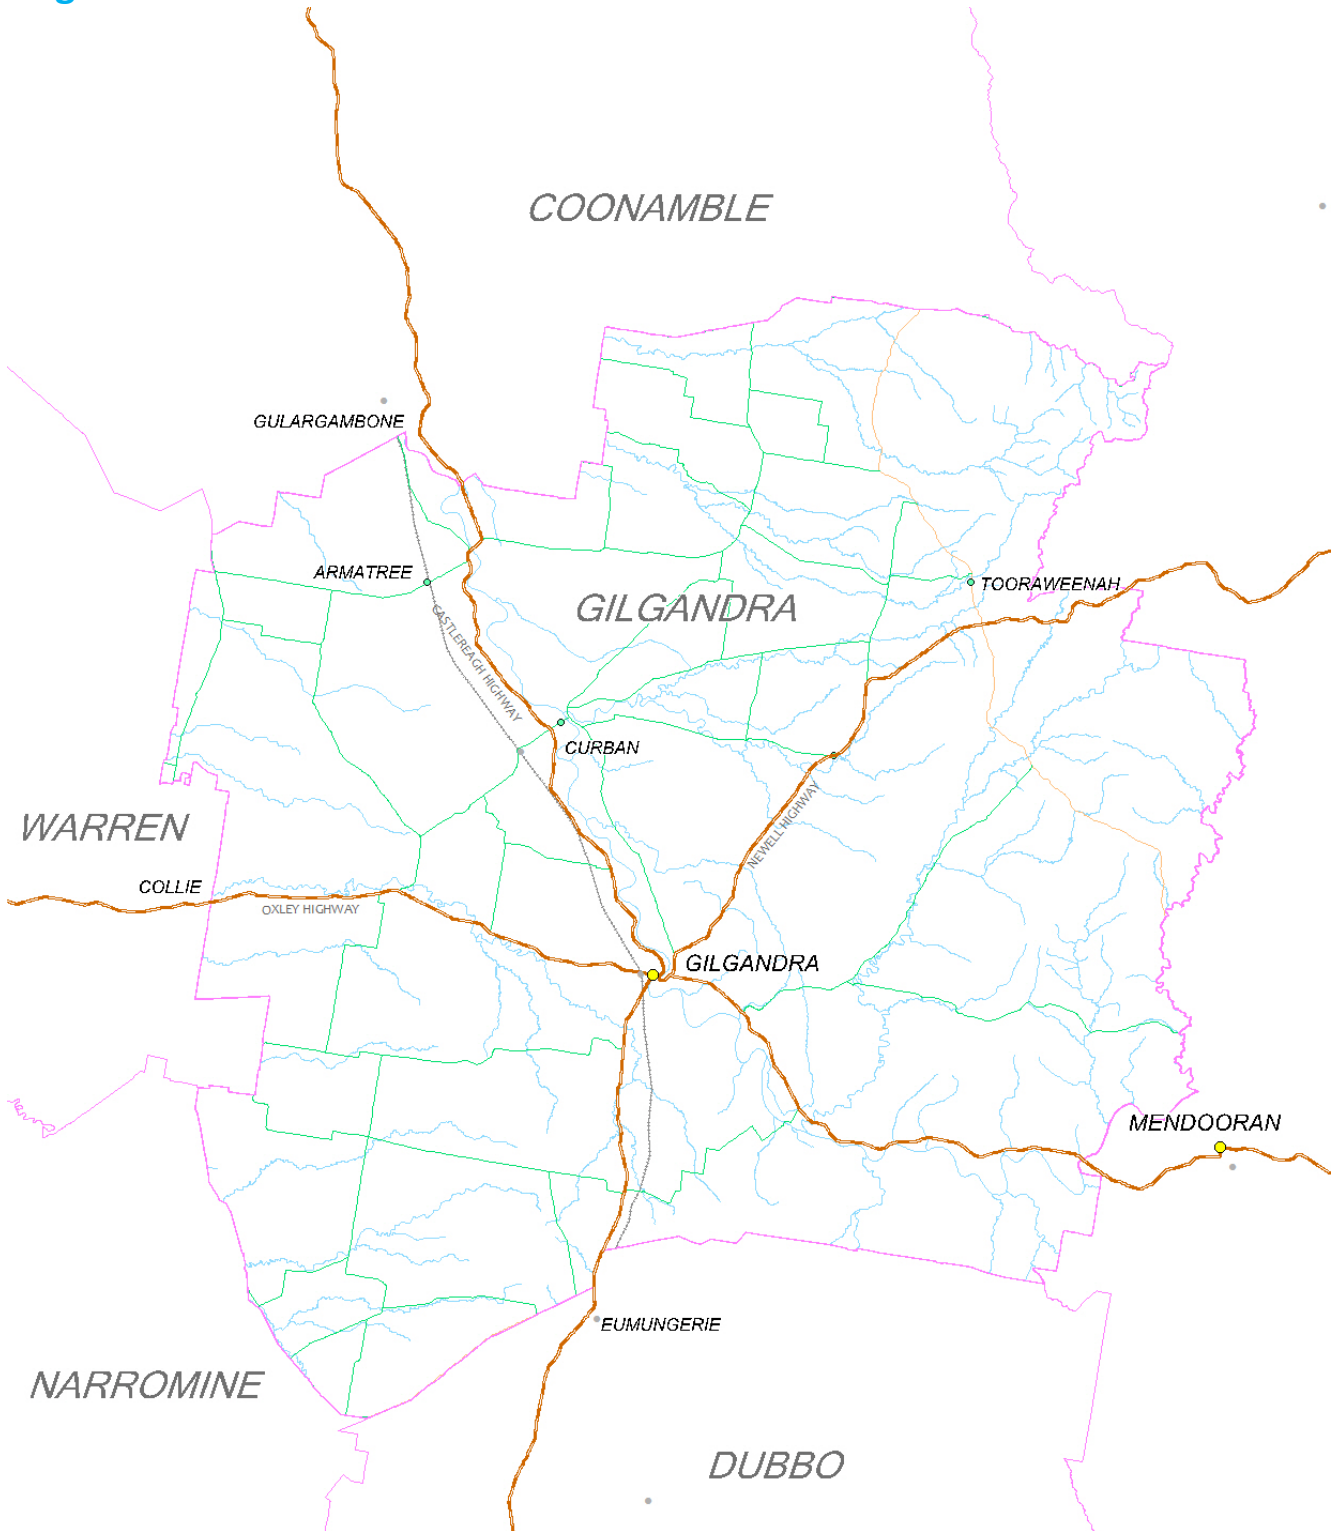 COONAMBLE
GULARGAMBONE
ARMATREE
TOORAWEENAH
GILGANDRA
CASTLEREAGH HIGHWAY
CURBAN
NEWELL HIGHWAY
WARREN
COLLIE
OXLEY HIGHWAY
GILGANDRA
MENDOORAN
EUMUNGERIE
NARROMINE
DUBBO